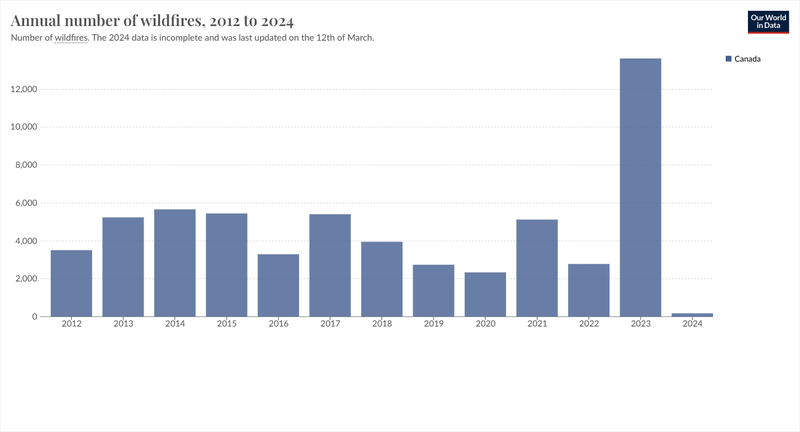 Annual number of wildfires, 2012 to 2024
Number of wildfires. The 2024 data is incomplete and was last updated on the 12th of March.
Our World
in Data
Canada
12,000
10,000
8,000
6,000
4,000
2,000
0
2012 2013 2014 2015 2016 2017 2018 2019 2020 2021 2022 2023 2024